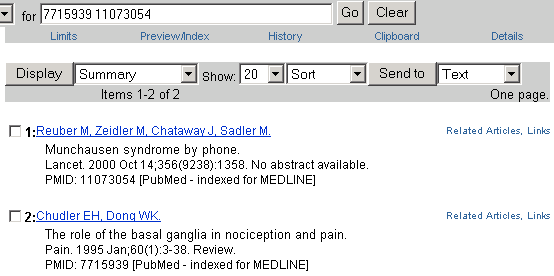 for 7715939 11073054 Go Clear
Limits Preview/Index History Clipboard Details
Display Summary Show: 20 Sort Send to Text
Items 1-2 of 2 One page.
1: Reuber M, Zeidler M, Chataway J, Sadler M. Related Articles, Links
Munchausen syndrome by phone.
Lancet. 2000 Oct 14;356(9238):1358. No abstract available.
PMID: 11073054 [PubMed - indexed for MEDLINE]
2: Chudler EH, Dong WK. Related Articles, Links
The role of the basal ganglia in nociception and pain.
Pain. 1995 Jan;60(1):3-38. Review.
PMID: 7715939 [PubMed - indexed for MEDLINE]